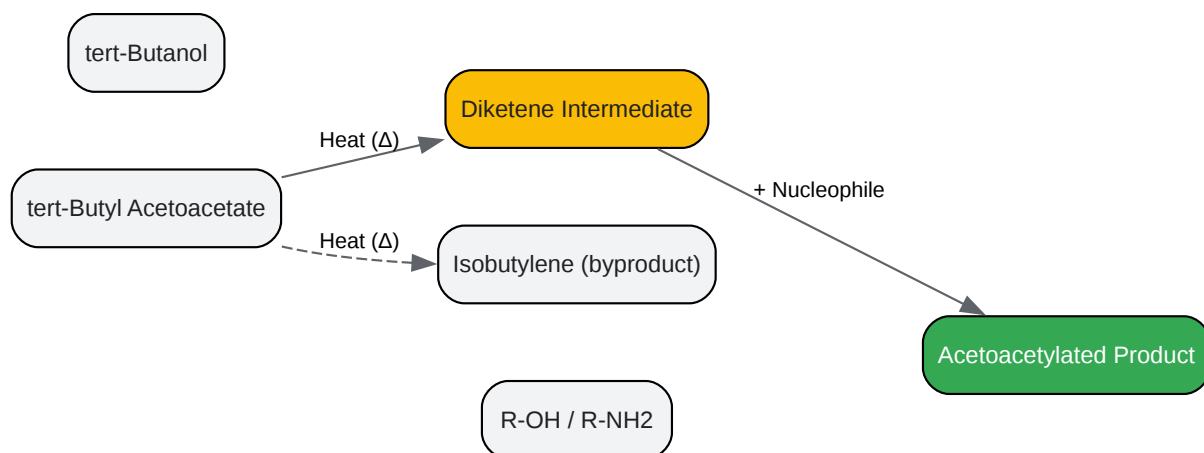 tert-Butanol
Diketene Intermediate
Heat (Δ)
tert-Butyl Acetoacetate
+ Nucleophile
Heat (Δ)
Isobutylene (byproduct)
Acetoacetylated Product
R-OH / R-NH2